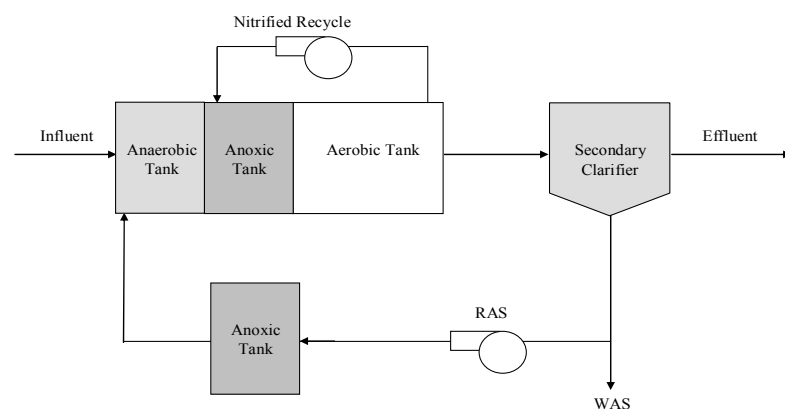 Nitrified Recycle
Influent
Anaerobic
Tank
Anoxic
Tank
Aerobic Tank
Secondary
Clarifier
Effluent
Anoxic
Tank
RAS
WAS